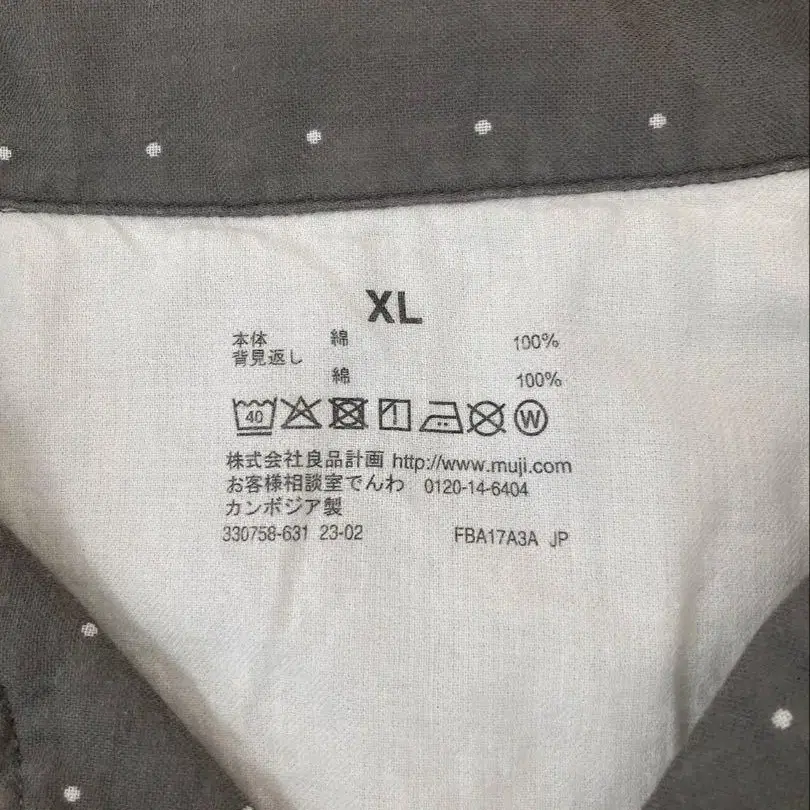 XL
本体 綿 100%
背見返し
綿 100%
40 W
株式会社良品計画 http://www.muji.com
お客様相談室でんわ 0120-14-6404
カンボジア製
330758-631 23-02 FBA17A3A JP